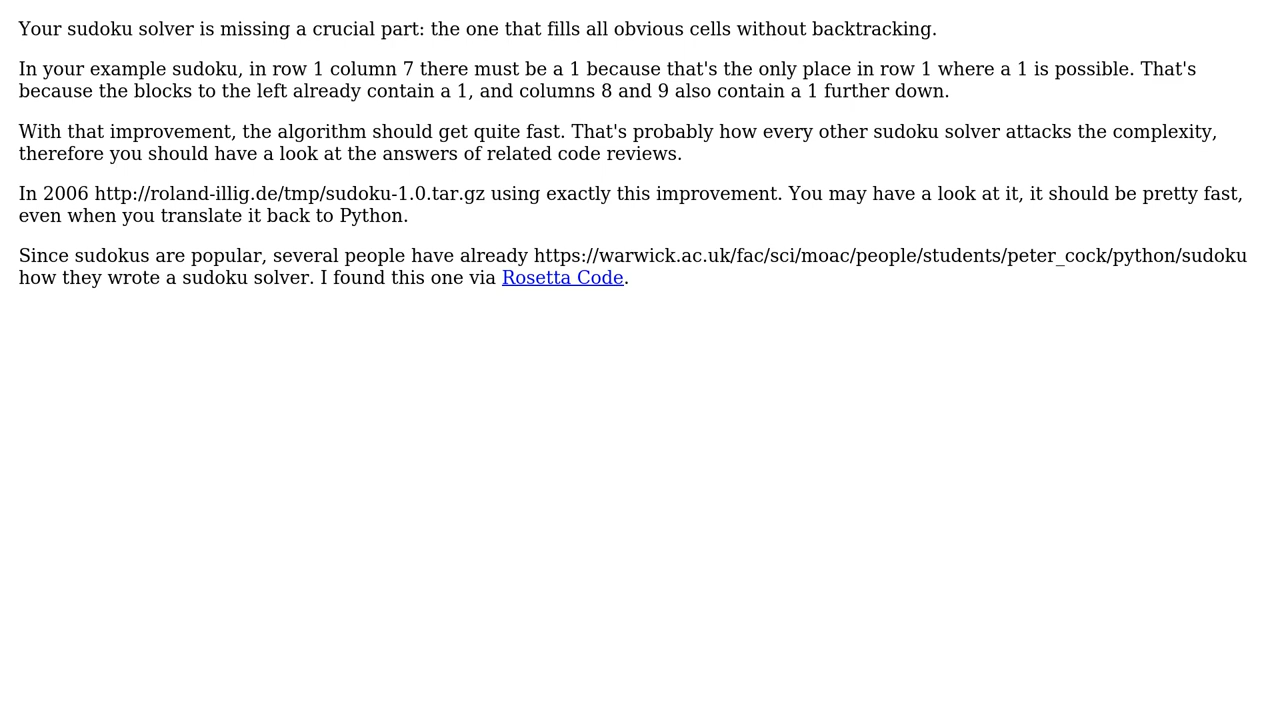 Your sudoku solver is missing a crucial part: the one that fills all obvious cells without backtracking.
In your example sudoku, in row 1 column 7 there must be a 1 because that's the only place in row 1 where a 1 is possible. That's
because the blocks to the left already contain a 1, and columns 8 and 9 also contain a 1 further down.
With that improvement, the algorithm should get quite fast. That's probably how every other sudoku solver attacks the complexity,
therefore you should have a look at the answers of related code reviews.
In 2006 http://roland-illig.de/tmp/sudoku-1.0.tar.gz using exactly this improvement. You may have a look at it, it should be pretty fast,
even when you translate it back to Python.
Since sudokus are popular, several people have already https://warwick.ac.uk/fac/sci/moac/people/students/peter_cock/python/sudoku
how they wrote a sudoku solver. I found this one via Rosetta Code.